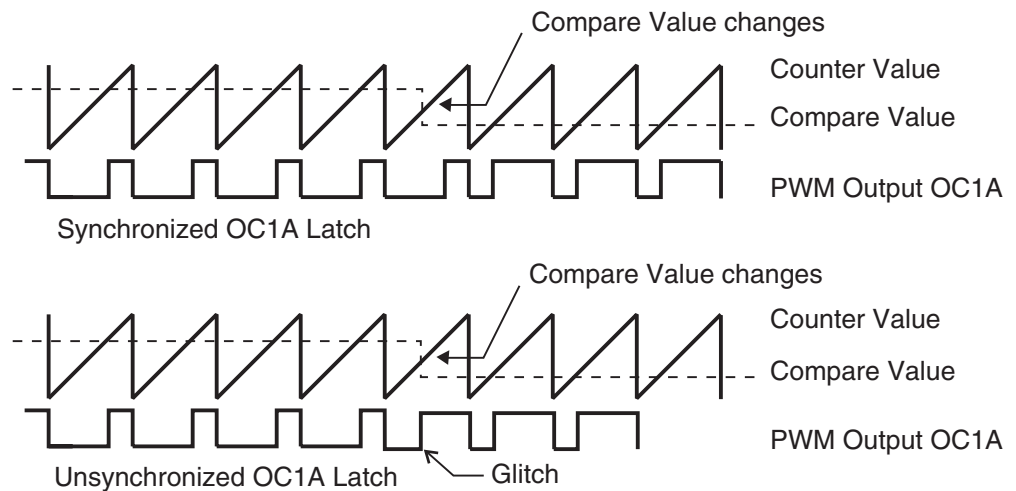 Compare Value changes
Counter Value
Compare Value
PWM Output OC1A
Synchronized OC1A Latch
Compare Value changes
Counter Value
Compare Value
PWM Output OC1A
Unsynchronized OC1A Latch
Glitch